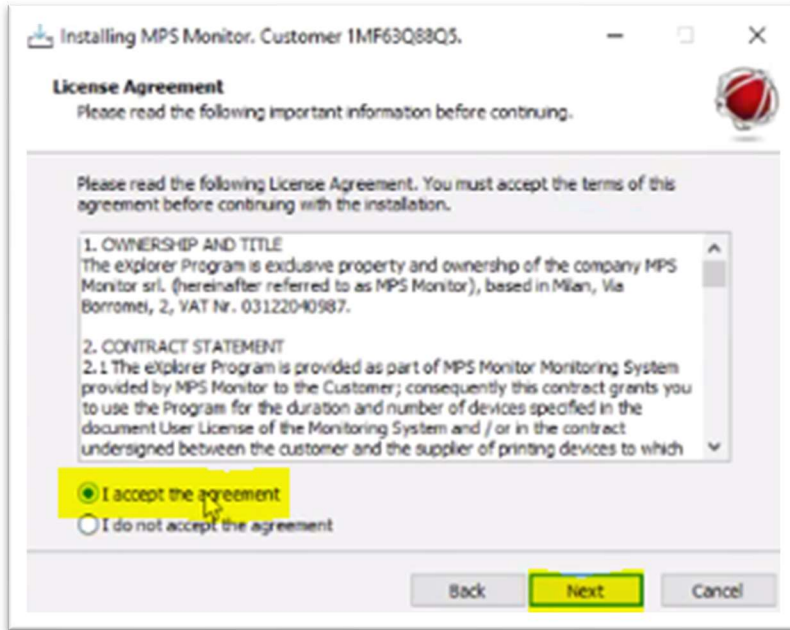 Installing MPS Monitor. Customer 1MF63Q88Q5.
License Agreement
Please read the following important information before continuing.
Please read the following License Agreement. You must accept the terms of this
agreement before continuing with the installation.
1. OWNERSHIP AND TITLE
The eXplorer Program is exclusive property and ownership of the company MPS
Monitor srl. (hereinafter referred to as MPS Monitor), based in Milan, Via
Borromei, 2, VAT Nr. 03122040987.
2. CONTRACT STATEMENT
2.1 The eXplorer Program is provided as part of MPS Monitor Monitoring System
provided by MPS Monitor to the Customer; consequently this contract grants you
to use the Program for the duration and number of devices specified in the
document User License of the Monitoring System and / or in the contract
undersigned between the customer and the supplier of printing devices to which
I accept the agreement
I do not accept the agreement
Back Next Cancel